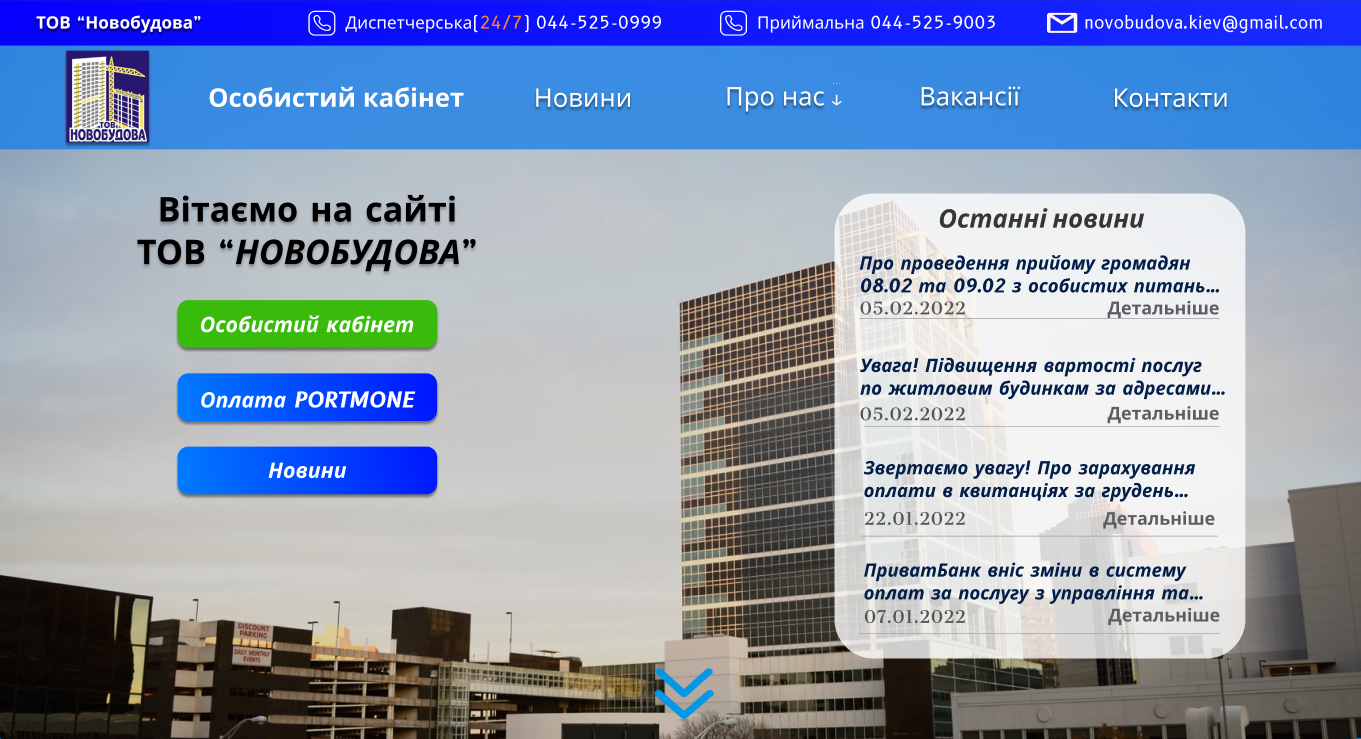 ТОВ “Новобудова”
Диспетчерська[24/7] 044-525-0999
Приймальна 044-525-9003
novobudova.kiev@gmail.com
ТОВ
НОВОБУДОВА
Особистий кабінет
Новини
Про нас ↓
Вакансії
Контакти
Вітаємо на сайті
ТОВ “НОВОБУДОВА”
Особистий кабінет
Оплата PORTMONE
Новини
Останні новини
Про проведення прийому громадян
08.02 та 09.02 з особистих питань...
05.02.2022 Детальніше
Увага! Підвищення вартості послуг
по житловим будинкам за адресами...
05.02.2022 Детальніше
Звертаємо увагу! Про зарахування
оплати в квитанціях за грудень...
22.01.2022 Детальніше
ПриватБанк вніс зміни в систему
оплат за послугу з управління та...
07.01.2022 Детальніше
DISCOUNT
PARKING
DAILY MONTHLY
EVENTS